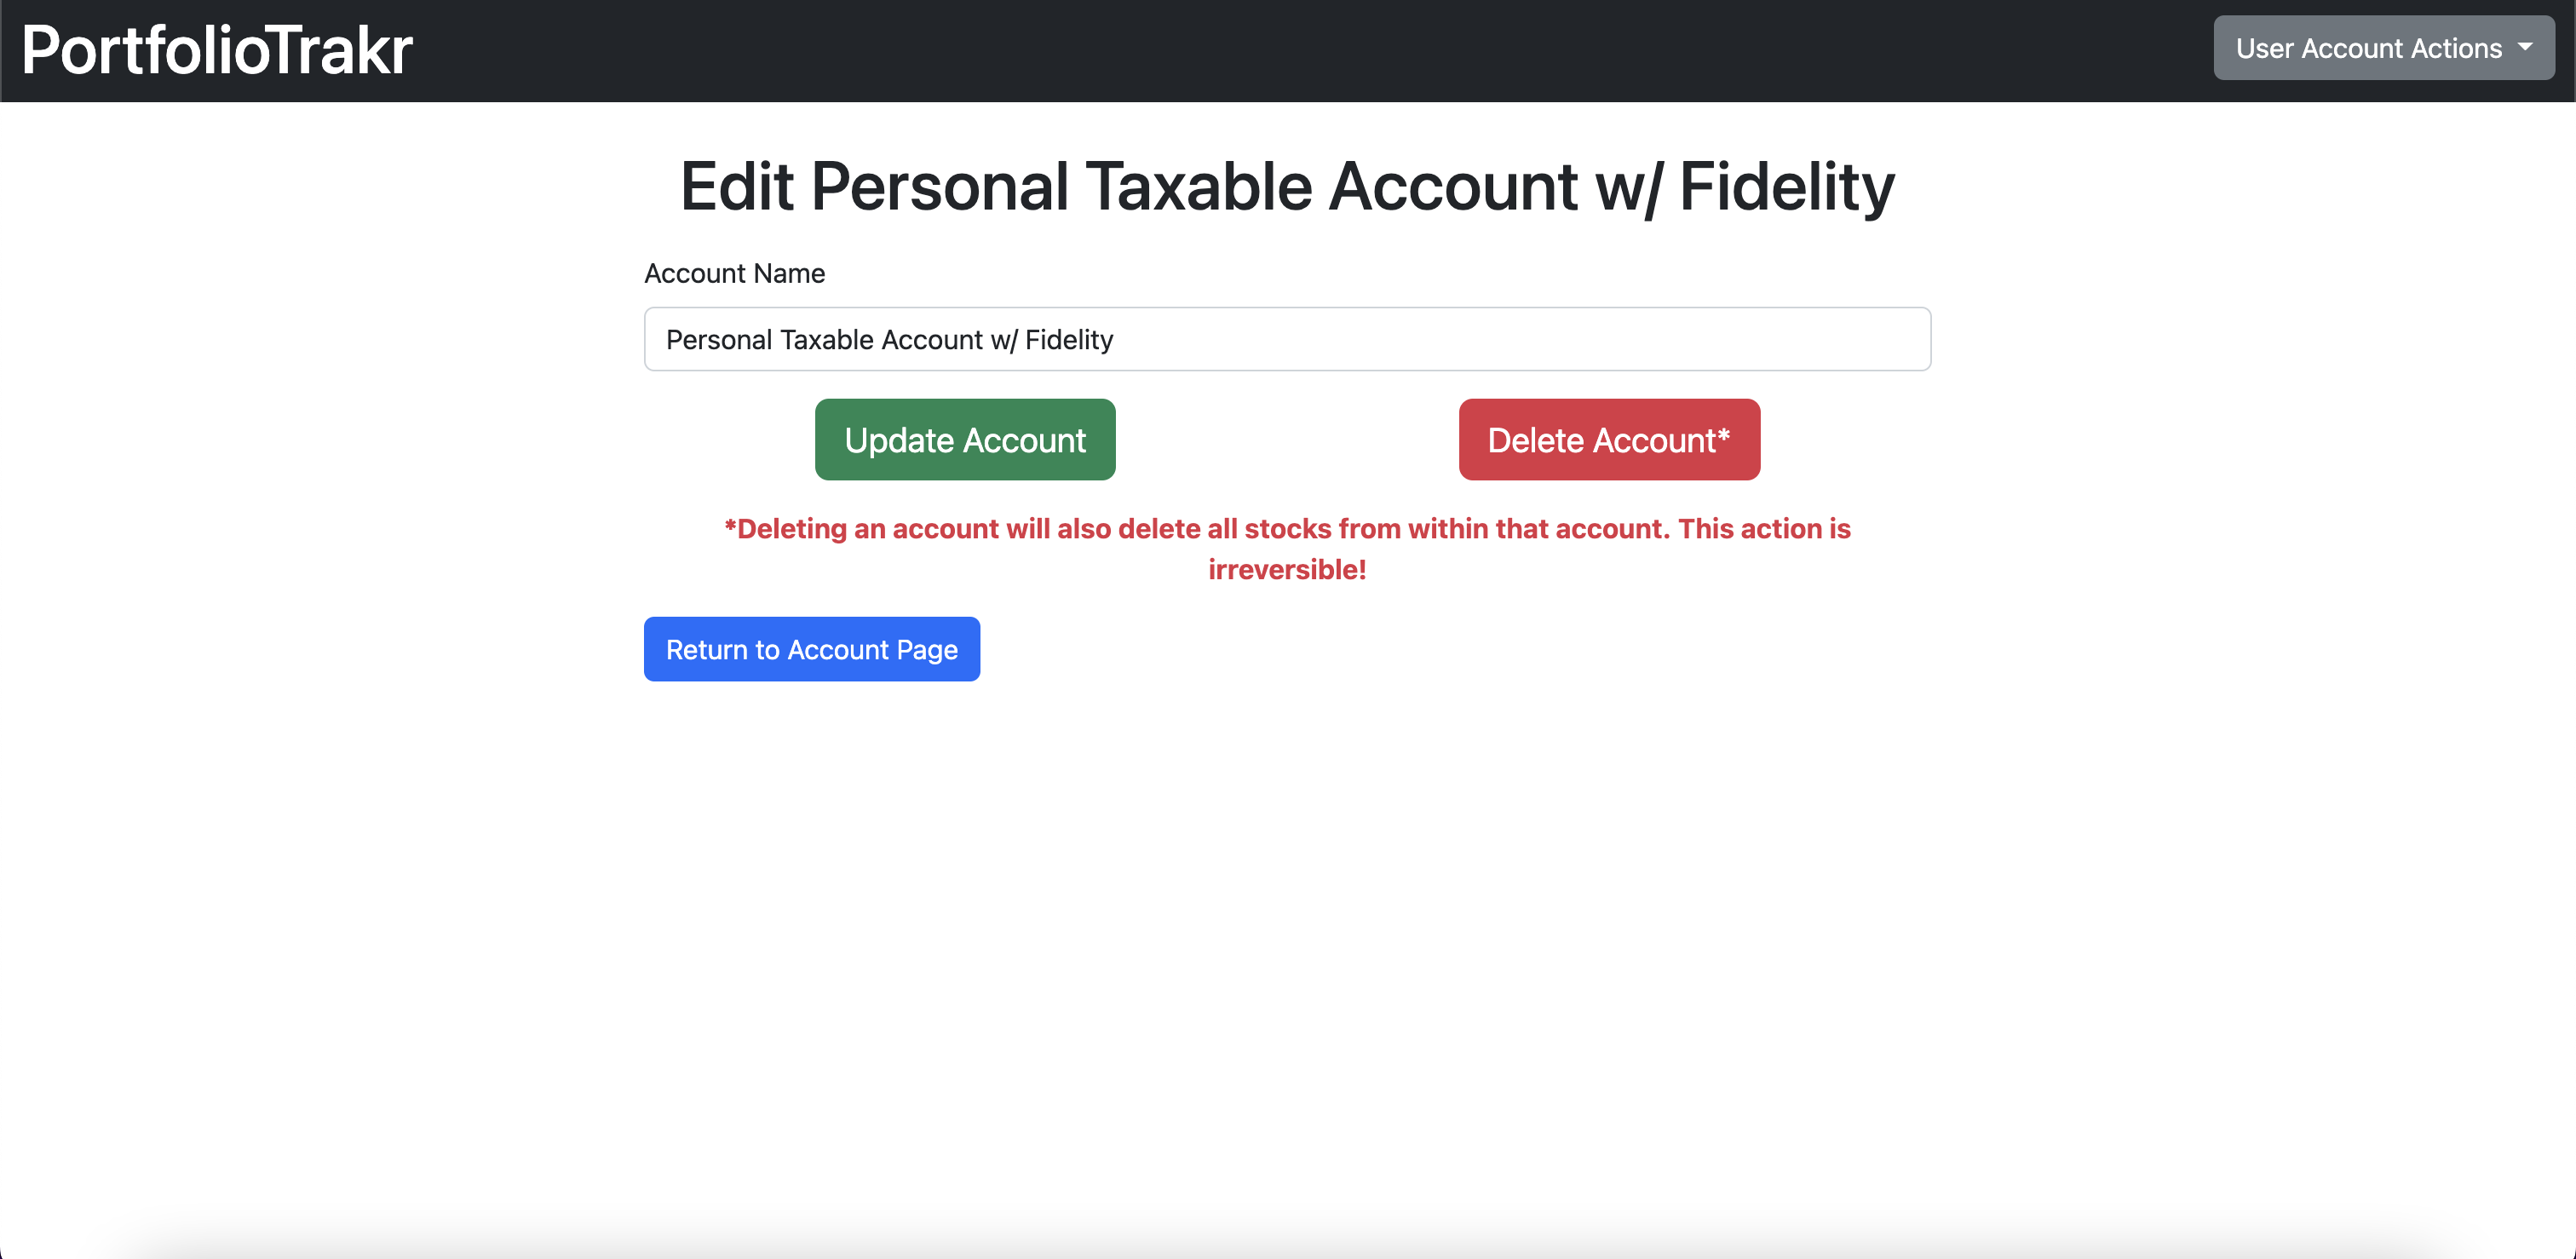 PortfolioTrakr
User Account Actions
Edit Personal Taxable Account w/ Fidelity
Account Name
Personal Taxable Account w/ Fidelity
Update Account
Delete Account*
*Deleting an account will also delete all stocks from within that account. This action is
irreversible!
Return to Account Page